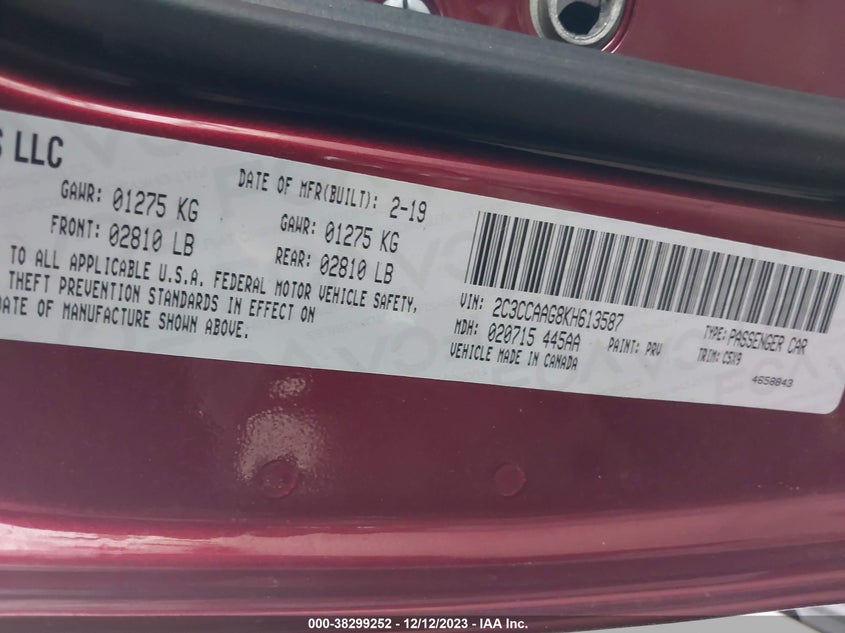 S LLC
DATE OF MFR(BUILT): 2-19
GAWR: 01275 KG
FRONT: 02810 LB
GAWR: 01275 KG
REAR: 02810 LB
TO ALL APPLICABLE U.S.A. FEDERAL MOTOR VEHICLE SAFETY,
THEFT PREVENTION STANDARDS IN EFFECT ON
DATE OF MANUFACTURE SHOWN ABOVE.
VIN: 2C3CCAAG8KH613587
TYPE: PASSENGER CAR
MDH: 020715 445AA
PAINT: PRV
TRIM: C5X9
VEHICLE MADE IN CANADA
4658843
000-38299252 – 12/12/2023 – IAA Inc.